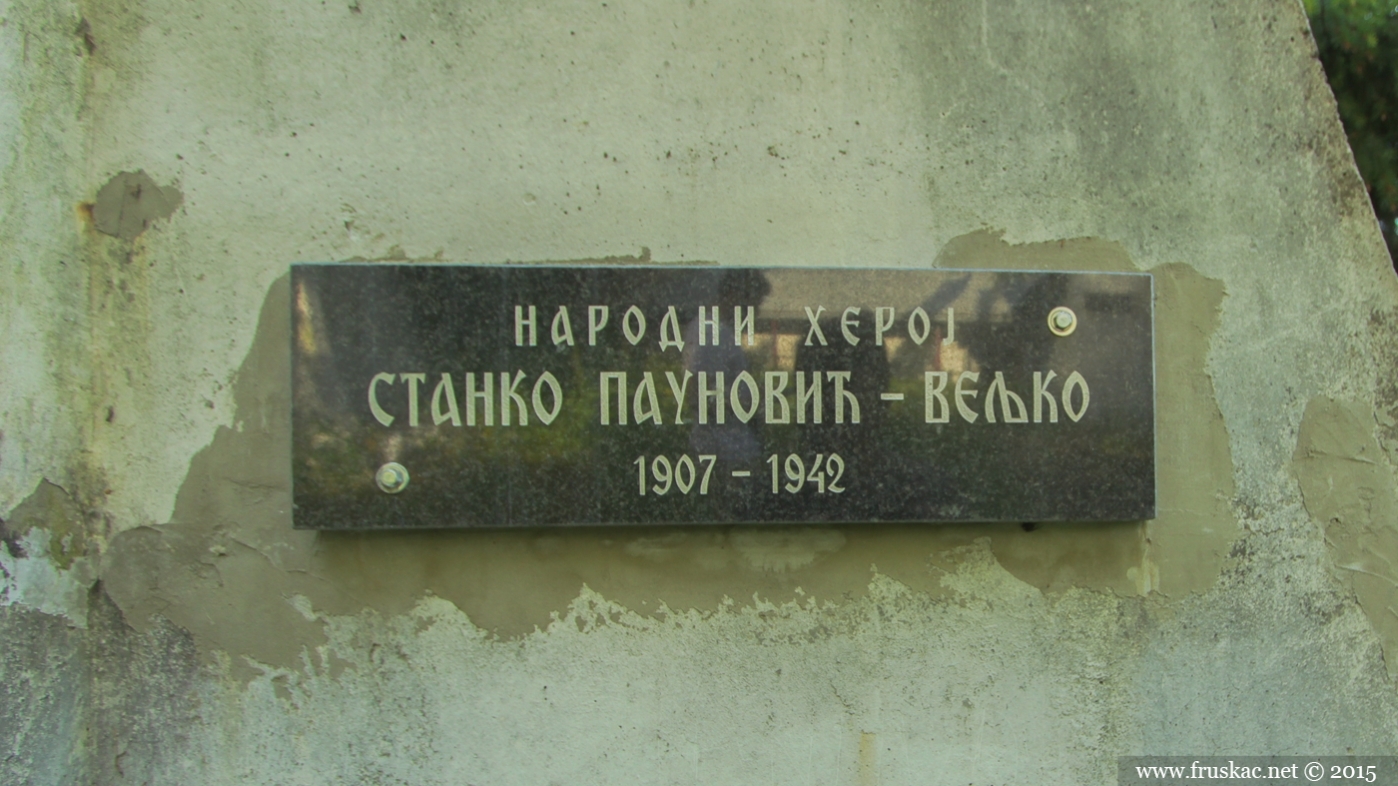 НАРОДНИ ХЕРОЈ
СТАНКО ПАУНОВИЋ – ВЕЉКО
1907 – 1942
www.fruskac.net © 2015